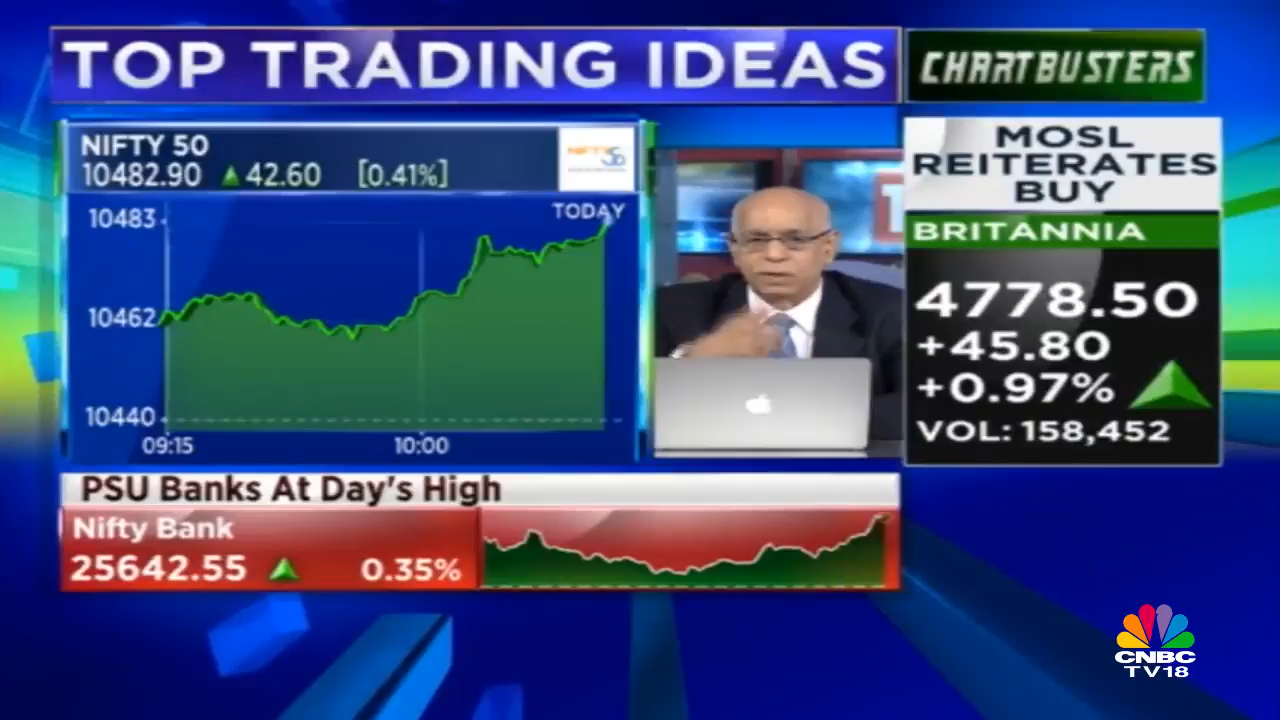 TOP TRADING IDEAS
CHARTBUSTERS
NIFTY 50
10482.90 ▲ 42.60 [0.41%]
TODAY
10483
10462
10440
09:15 10:00
MOSL
REITERATES
BUY
BRITANNIA
4778.50
+45.80
+0.97%
VOL: 158,452
PSU Banks At Day's High
Nifty Bank
25642.55 ▲ 0.35%
CNBC
TV18